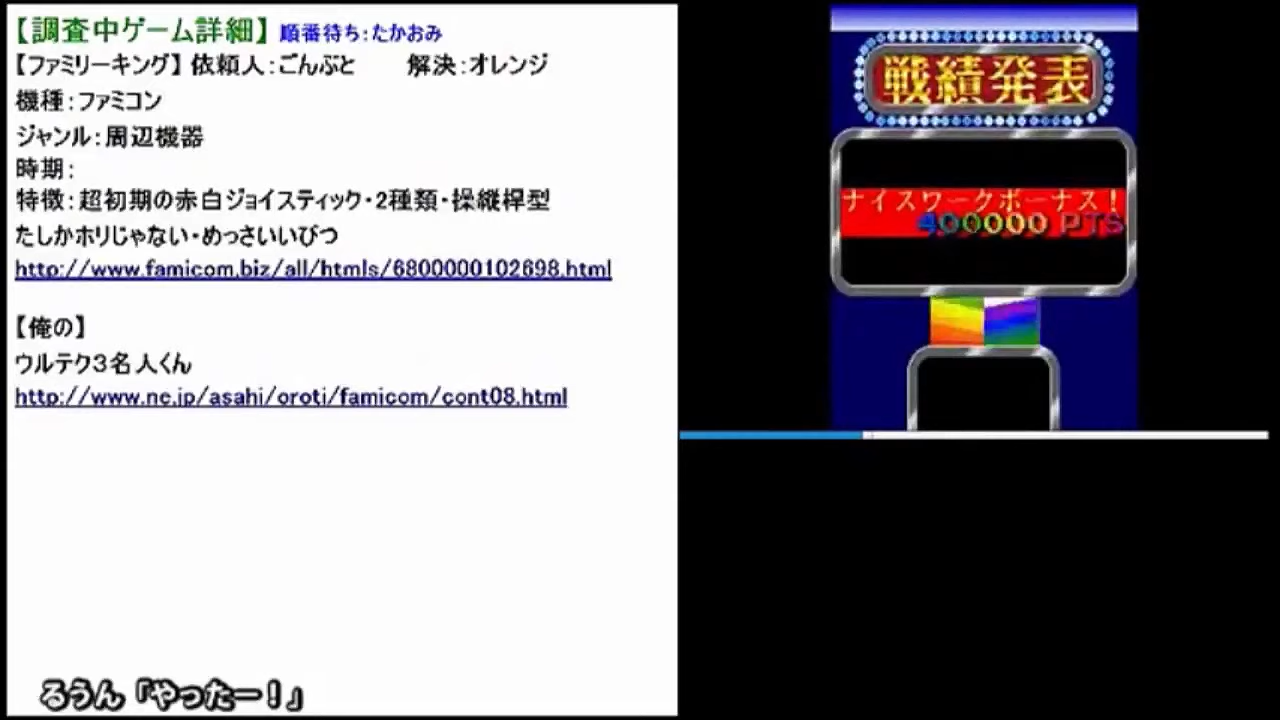 【調査中ゲーム詳細】 順番待ち：たかおみ
【ファミリーキング】 依頼人：ごんぶと　　解決：オレンジ
機種：ファミコン
ジャンル：周辺機器
時期：
特徴：超初期の赤白ジョイスティック・2種類・操縦桿型
たしかホリじゃない・めっさいいびつ
http://www.famicom.biz/all/htmls/6800000102698.html
【俺の】
ウルテク３名人くん
http://www.ne.jp/asahi/oroti/famicom/cont08.html
るうん「やったー！」
戦績発表
ナイスワークボーナス！
400000 PTS